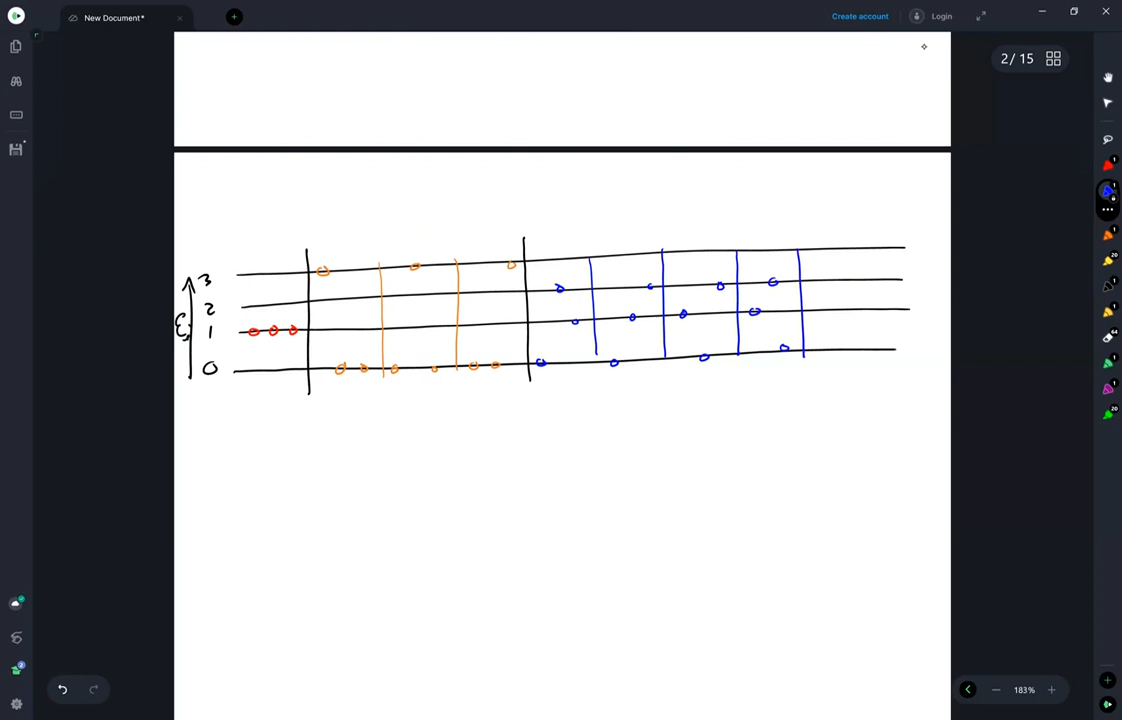 New Document*
Create account
Login
2/15
3
2
ε
1
0
183%